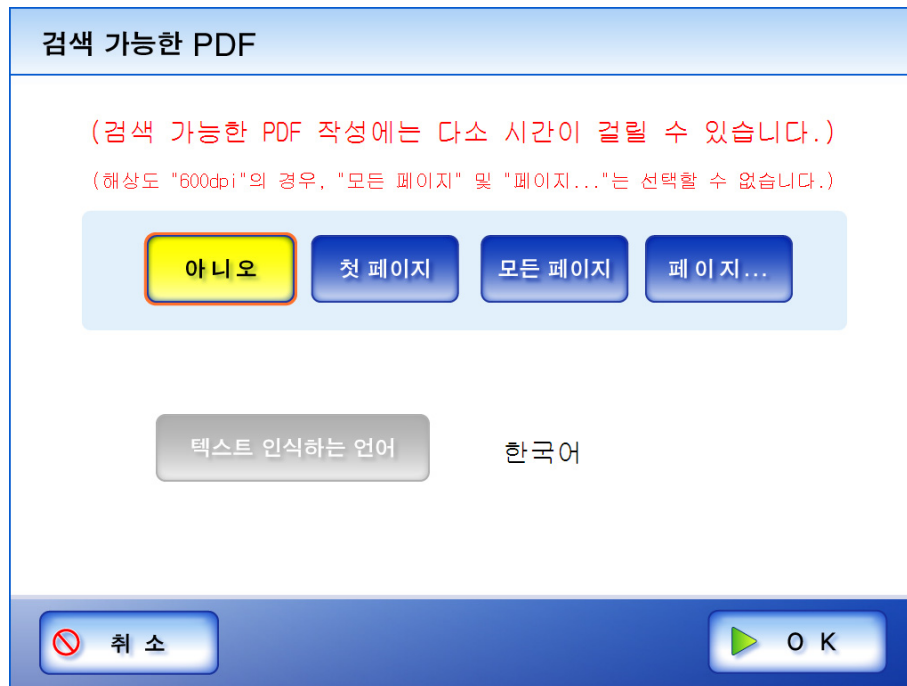 검색 가능한 PDF
(검색 가능한 PDF 작성에는 다소 시간이 걸릴 수 있습니다.)
(해상도 "600dpi"의 경우, "모든 페이지" 및 "페이지..."는 선택할 수 없습니다.)
아니오 첫 페이지 모든 페이지 페이지...
텍스트 인식하는 언어 한국어
취소 OK